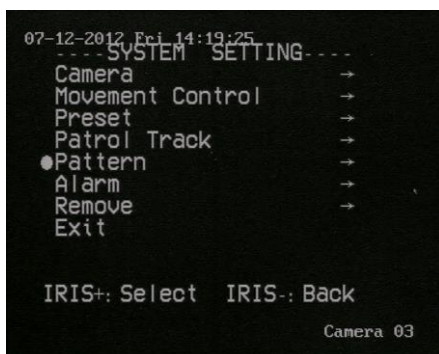 07-12-2012 Fri 14:19:25
----SYSTEM SETTING----
Camera →
Movement Control →
Preset →
Patrol Track →
●Pattern →
Alarm →
Remove →
Exit
IRIS+: Select IRIS-: Back
Camera 03